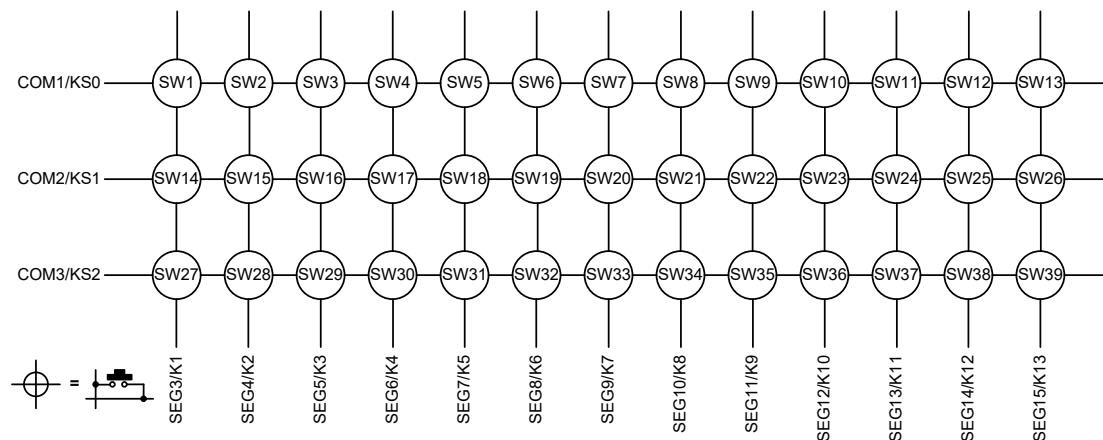 COM1/KS0 SW1 SW2 SW3 SW4 SW5 SW6 SW7 SW8 SW9 SW10 SW11 SW12 SW13
COM2/KS1 SW14 SW15 SW16 SW17 SW18 SW19 SW20 SW21 SW22 SW23 SW24 SW25 SW26
COM3/KS2 SW27 SW28 SW29 SW30 SW31 SW32 SW33 SW34 SW35 SW36 SW37 SW38 SW39
=
SEG3/K1
SEG4/K2
SEG5/K3
SEG6/K4
SEG7/K5
SEG8/K6
SEG9/K7
SEG10/K8
SEG11/K9
SEG12/K10
SEG13/K11
SEG14/K12
SEG15/K13